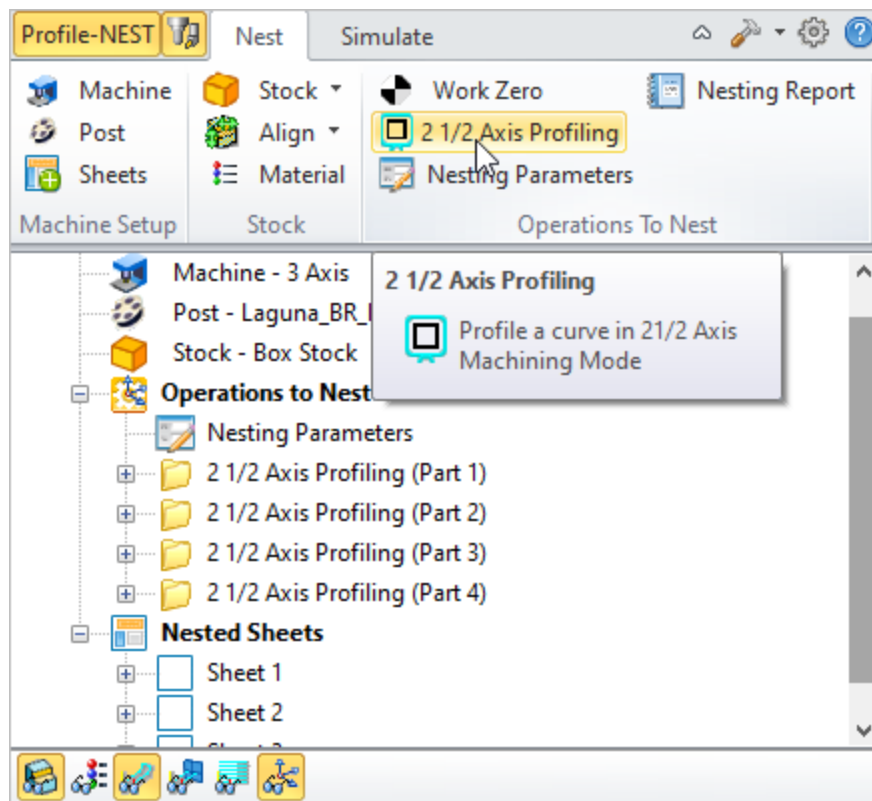 Profile-NEST Nest Simulate
Machine Stock Work Zero Nesting Report
Post Align 2 1/2 Axis Profiling
Sheets Material Nesting Parameters
Machine Setup Stock Operations To Nest
Machine - 3 Axis
2 1/2 Axis Profiling
Post - Laguna_BR_
Profile a curve in 21/2 Axis
Machining Mode
Stock - Box Stock
Operations to Nest
Nesting Parameters
2 1/2 Axis Profiling (Part 1)
2 1/2 Axis Profiling (Part 2)
2 1/2 Axis Profiling (Part 3)
2 1/2 Axis Profiling (Part 4)
Nested Sheets
Sheet 1
Sheet 2